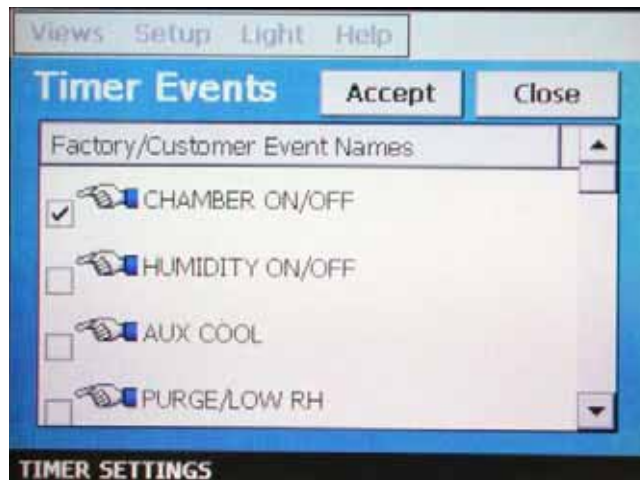 Views Setup Light Help
Timer Events Accept Close
Factory/Customer Event Names
CHAMBER ON/OFF
HUMIDITY ON/OFF
AUX COOL
PURGE/LOW RH
TIMER SETTINGS